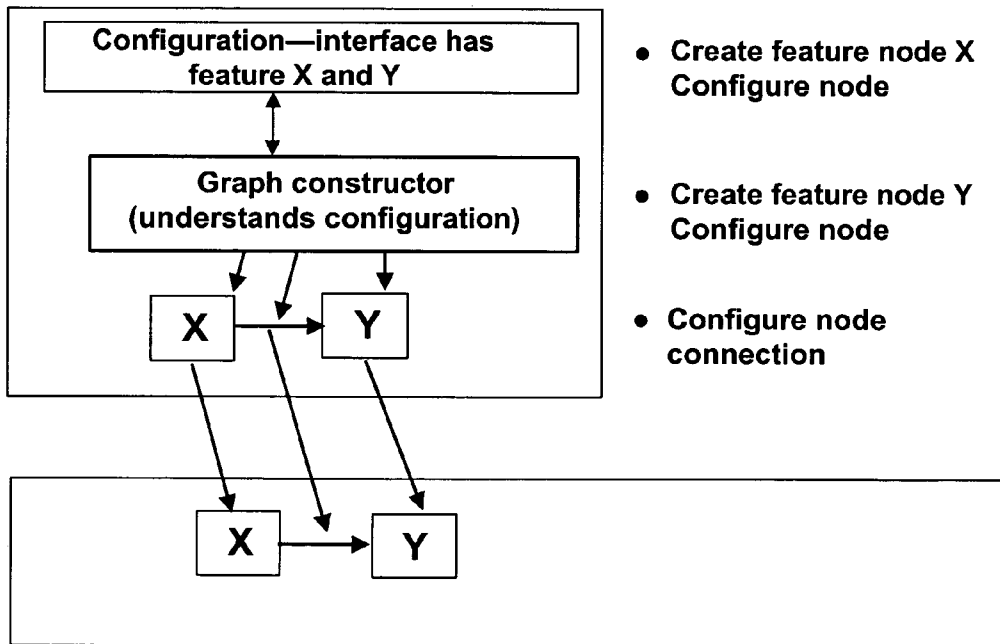 Configuration—interface has
feature X and Y
Graph constructor
(understands configuration)
X
Y
X
Y
● Create feature node X
Configure node
● Create feature node Y
Configure node
● Configure node
connection